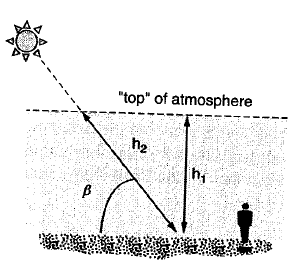 "top" of atmosphere
h₂
h₁
β